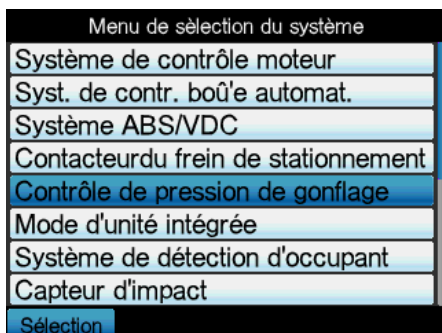 Menu de sèlection du système
Système de contrôle moteur
Syst. de contr. boû'e automat.
Système ABS/VDC
Contacteurdu frein de stationnement
Contrôle de pression de gonflage
Mode d'unité intégrée
Système de détection d'occupant
Capteur d'impact
Sélection